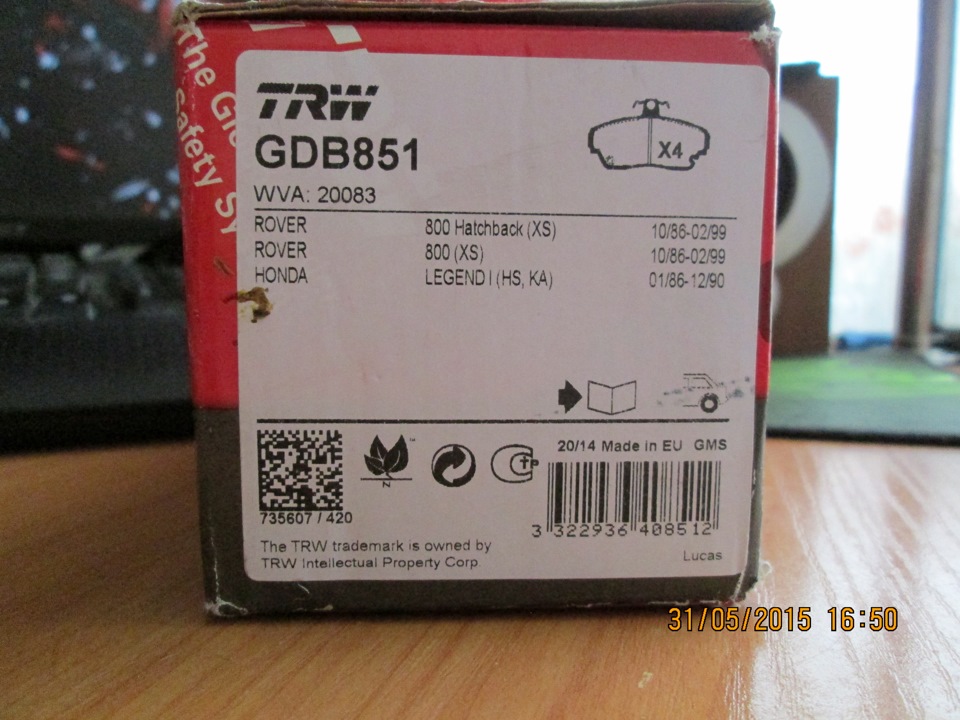 The
Safety
TRW
GDB851
X4
WVA: 20083
ROVER 800 Hatchback (XS) 10/86-02/99
ROVER 800 (XS) 10/86-02/99
HONDA LEGEND I (HS, KA) 01/86-12/90
20/14 Made in EU GMS
N
735607 / 420
3 322936 408512
The TRW trademark is owned by
TRW Intellectual Property Corp
Lucas
31/05/2015 16:50